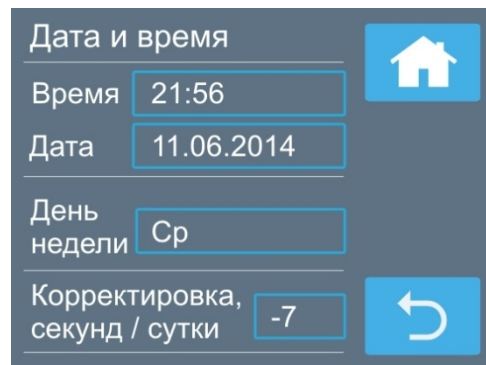 Дата и время
Время 21:56
Дата 11.06.2014
День
недели Ср
Корректировка,
секунд / сутки -7